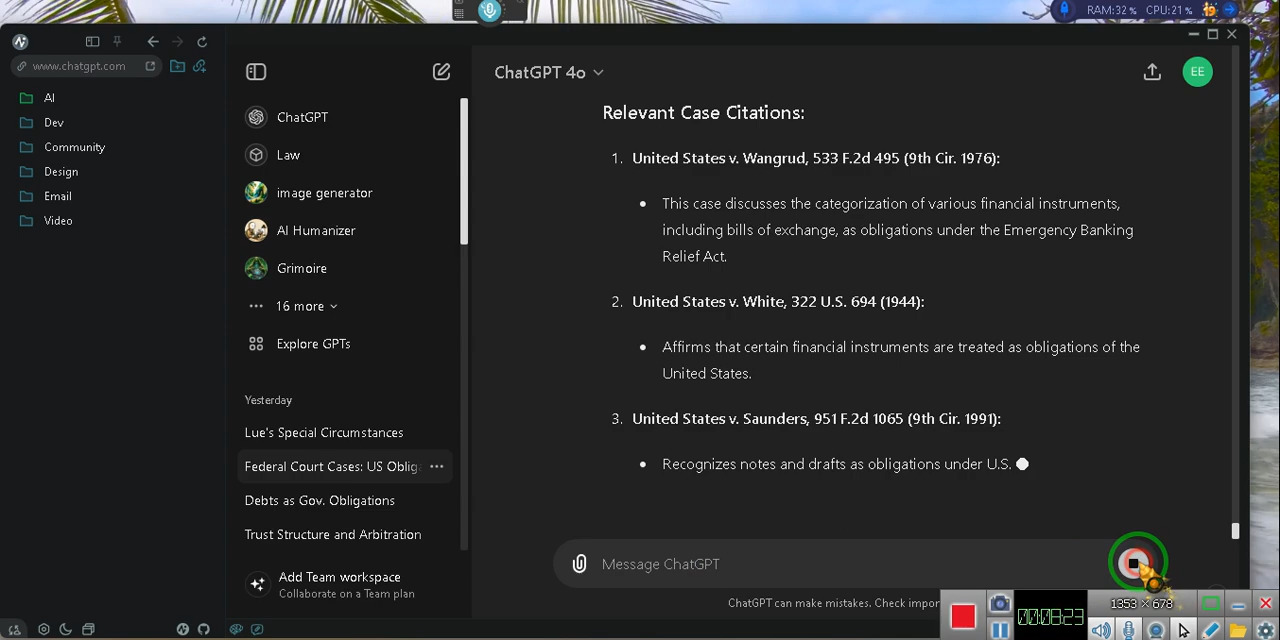 RAM:32% CPU:21% 19
www.chatgpt.com
AI
Dev
Community
Design
Email
Video
ChatGPT
Law
image generator
AI Humanizer
Grimoire
16 more
Explore GPTs
Yesterday
Lue's Special Circumstances
Federal Court Cases: US Oblig
Debts as Gov. Obligations
Trust Structure and Arbitration
Add Team workspace
Collaborate on a Team plan
ChatGPT 4o
EE
Relevant Case Citations:
1. United States v. Wangrud, 533 F.2d 495 (9th Cir. 1976):
• This case discusses the categorization of various financial instruments,
including bills of exchange, as obligations under the Emergency Banking
Relief Act.
2. United States v. White, 322 U.S. 694 (1944):
• Affirms that certain financial instruments are treated as obligations of the
United States.
3. United States v. Saunders, 951 F.2d 1065 (9th Cir. 1991):
• Recognizes notes and drafts as obligations under U.S.
Message ChatGPT
ChatGPT can make mistakes. Check impor
1353 × 678
00:08:23